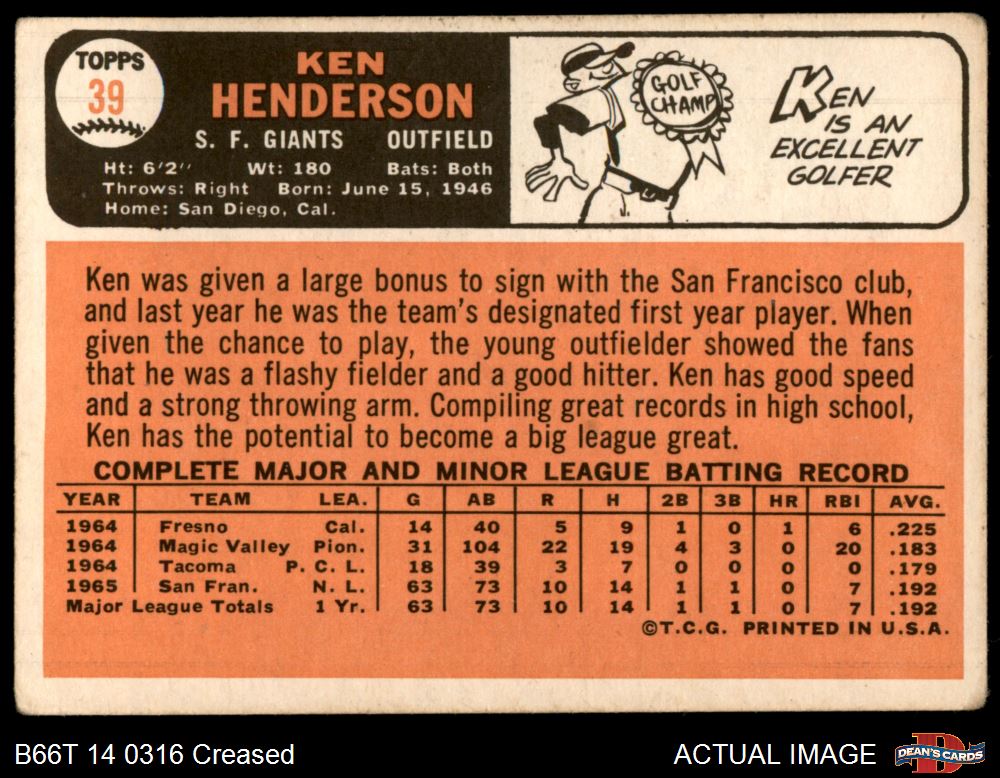 TOPPS
39
KEN
HENDERSON
S. F. GIANTS OUTFIELD
Ht: 6'2" Wt: 180 Bats: Both
Throws: Right Born: June 15, 1946
Home: San Diego, Cal.
GOLF
CHAMP
KEN
IS AN
EXCELLENT
GOLFER
Ken was given a large bonus to sign with the San Francisco club,
and last year he was the team's designated first year player. When
given the chance to play, the young outfielder showed the fans
that he was a flashy fielder and a good hitter. Ken has good speed
and a strong throwing arm. Compiling great records in high school,
Ken has the potential to become a big league great.
COMPLETE MAJOR AND MINOR LEAGUE BATTING RECORD
YEAR TEAM LEA. G AB R H 2B 3B HR RBI AVG.
1964 Fresno Cal. 14 40 5 9 1 0 1 6 .225
1964 Magic Valley Pion. 31 104 22 19 4 3 0 20 .183
1964 Tacoma P. C. L. 18 39 3 7 0 0 0 0 .179
1965 San Fran. N. L. 63 73 10 14 1 1 0 7 .192
Major League Totals 1 Yr. 63 73 10 14 1 1 0 7 .192
©T.C.G. PRINTED IN U.S.A.
B66T 14 0316 Creased ACTUAL IMAGE
DEAN'S CARDS